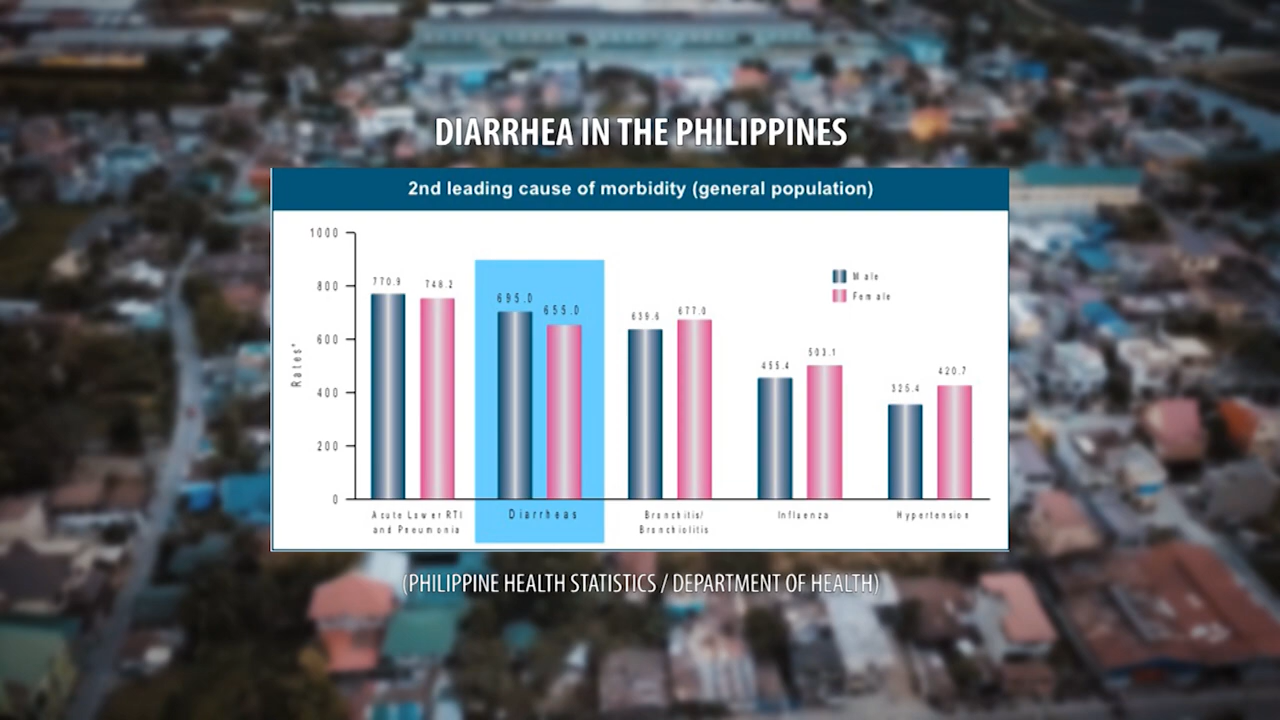 DIARRHEA IN THE PHILIPPINES
2nd leading cause of morbidity (general population)
1000
800
600
400
200
0
Rates*
770.9
748.2
695.0
655.0
639.6
677.0
455.4
503.1
325.4
420.7
Male
Female
Acute Lower RTI
and Pneumonia
Diarrheas
Bronchitis/
Bronchiolitis
Influenza
Hypertension
(PHILIPPINE HEALTH STATISTICS / DEPARTMENT OF HEALTH)